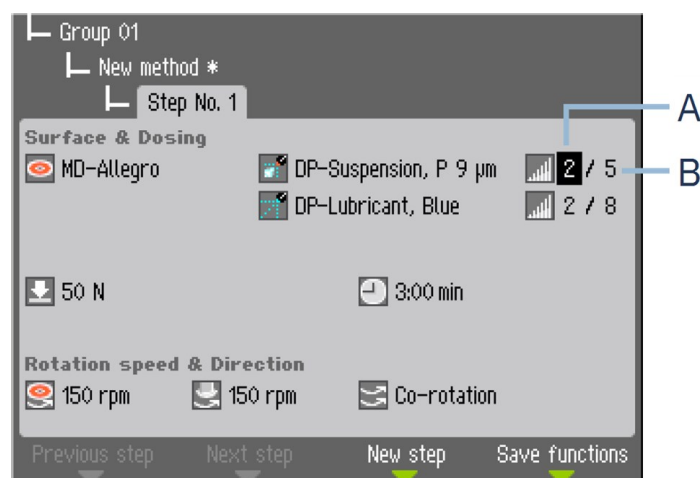 Group 01
New method *
Step No. 1
A
Surface & Dosing
MD-Allegro DP-Suspension, P 9 µm 2 / 5 B
DP-Lubricant, Blue 2 / 8
50 N 3:00 min
Rotation speed & Direction
150 rpm 150 rpm Co-rotation
Previous step Next step New step Save functions